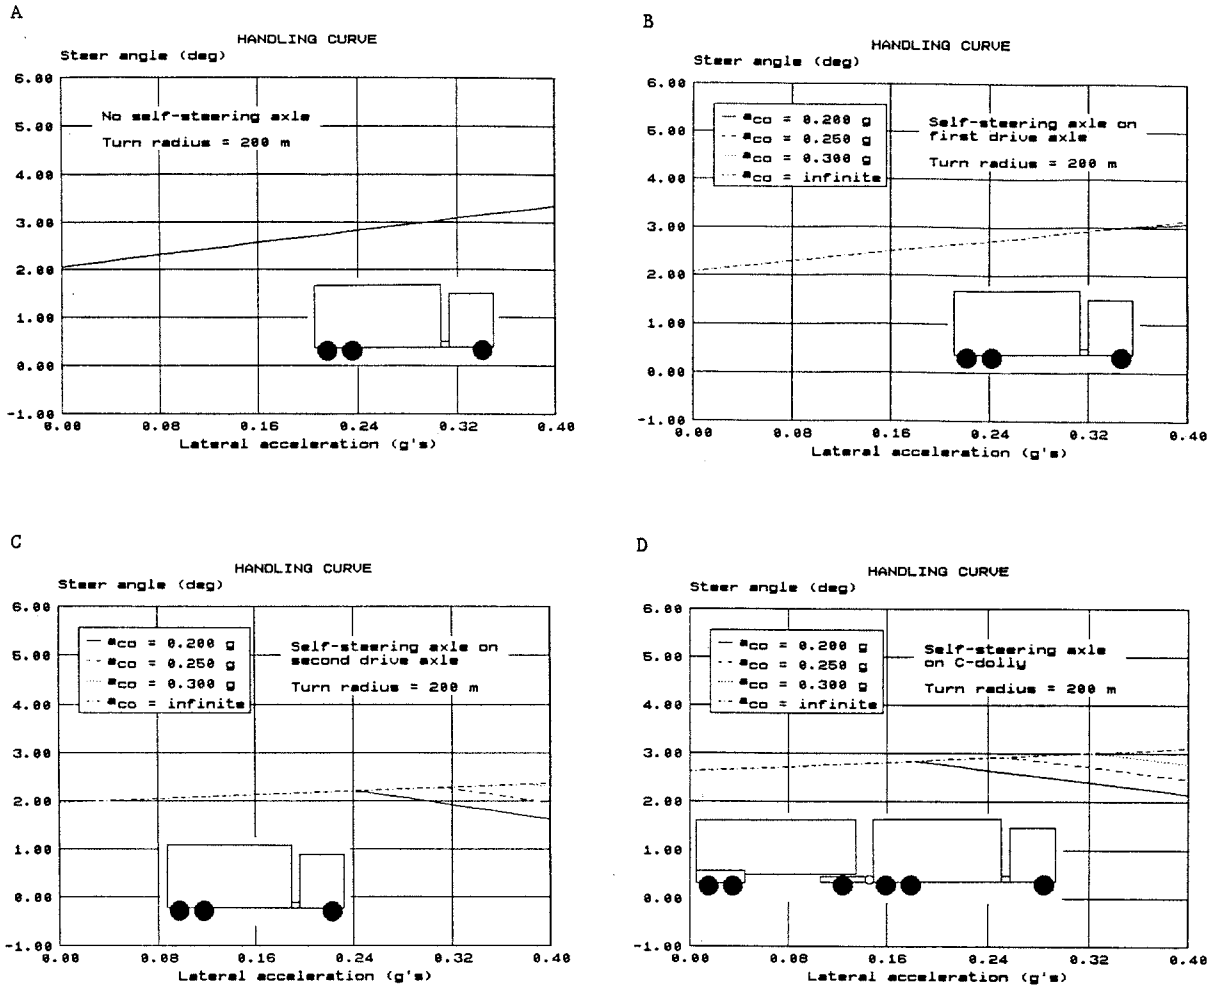 A
HANDLING CURVE
Steer angle (deg)
6.00
5.00
4.00
3.00
2.00
1.00
0.00
-1.00
No self-steering axle
Turn radius = 200 m
0.00 0.08 0.16 0.24 0.32 0.40
Lateral acceleration (g's)
B
HANDLING CURVE
Steer angle (deg)
6.00
5.00
4.00
3.00
2.00
1.00
0.00
-1.00
aco = 0.200 g
aco = 0.250 g
aco = 0.300 g
aco = infinite
Self-steering axle on
first drive axle
Turn radius = 200 m
0.00 0.08 0.16 0.24 0.32 0.40
Lateral acceleration (g's)
C
HANDLING CURVE
Steer angle (deg)
6.00
5.00
4.00
3.00
2.00
1.00
0.00
-1.00
aco = 0.200 g
aco = 0.250 g
aco = 0.300 g
aco = infinite
Self-steering axle on
second drive axle
Turn radius = 200 m
0.00 0.08 0.16 0.24 0.32 0.40
Lateral acceleration (g's)
D
HANDLING CURVE
Steer angle (deg)
6.00
5.00
4.00
3.00
2.00
1.00
0.00
-1.00
aco = 0.200 g
aco = 0.250 g
aco = 0.300 g
aco = infinite
Self-steering axle
on C-dolly
Turn radius = 200 m
0.00 0.08 0.16 0.24 0.32 0.40
Lateral acceleration (g's)